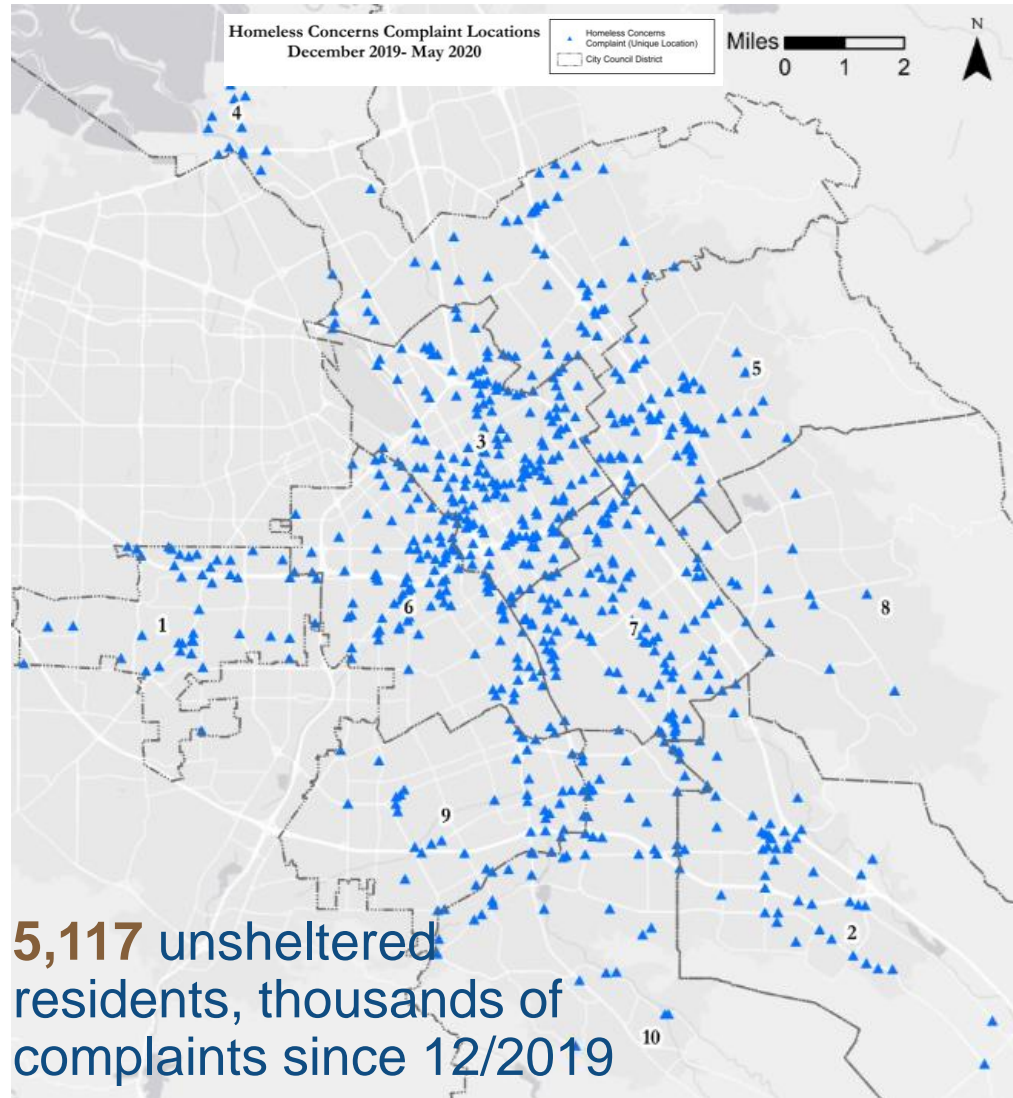 Homeless Concerns Complaint Locations
December 2019- May 2020
Homeless Concerns
Complaint (Unique Location)
City Council District
Miles
0 1 2
N
4
5
3
8
1
6
7
9
2
10
5,117 unsheltered
residents, thousands of
complaints since 12/2019